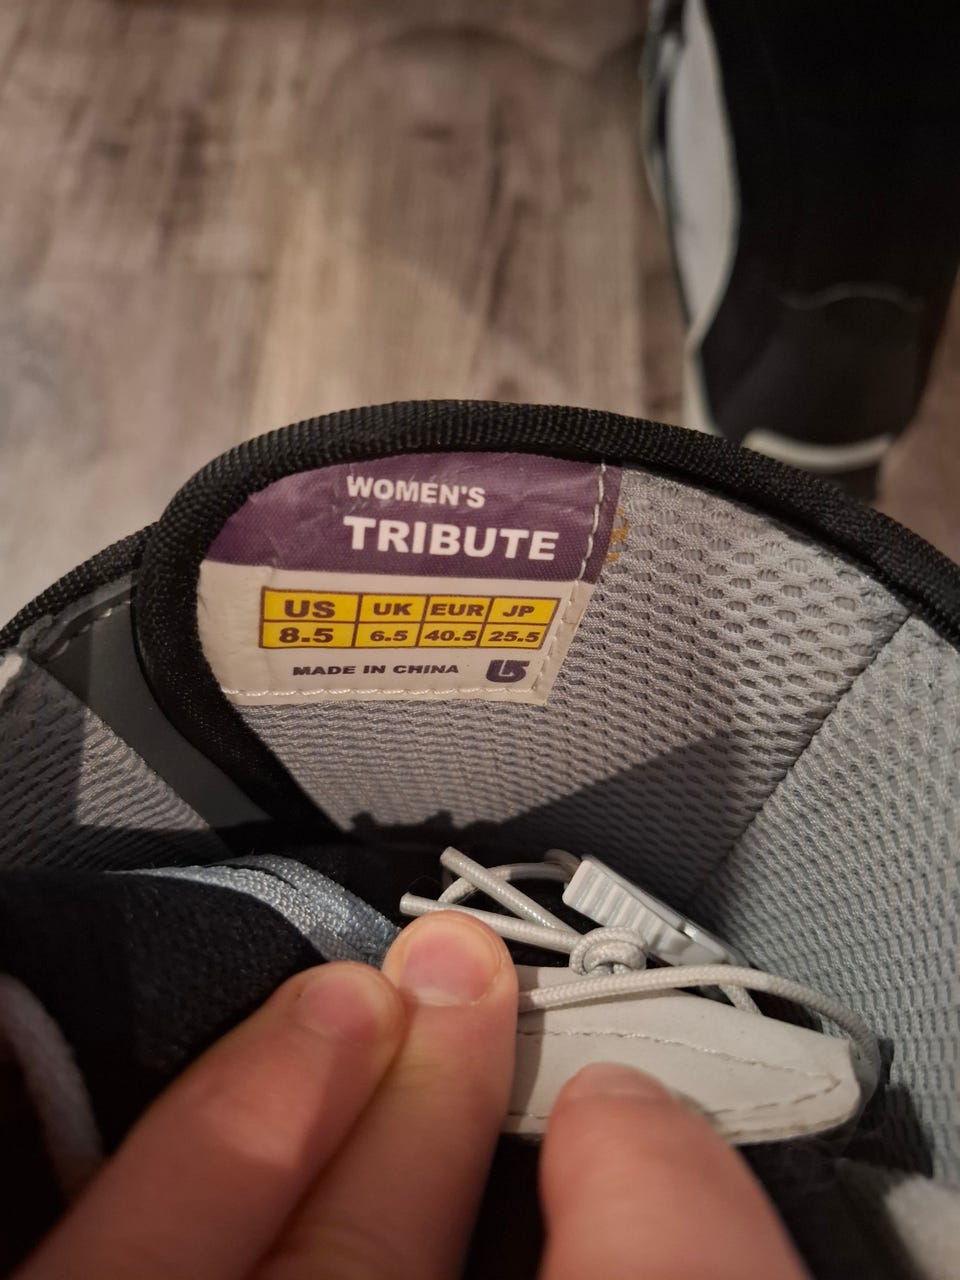 WOMEN'S
TRIBUTE
US UK EUR JP
8.5 6.5 40.5 25.5
MADE IN CHINA